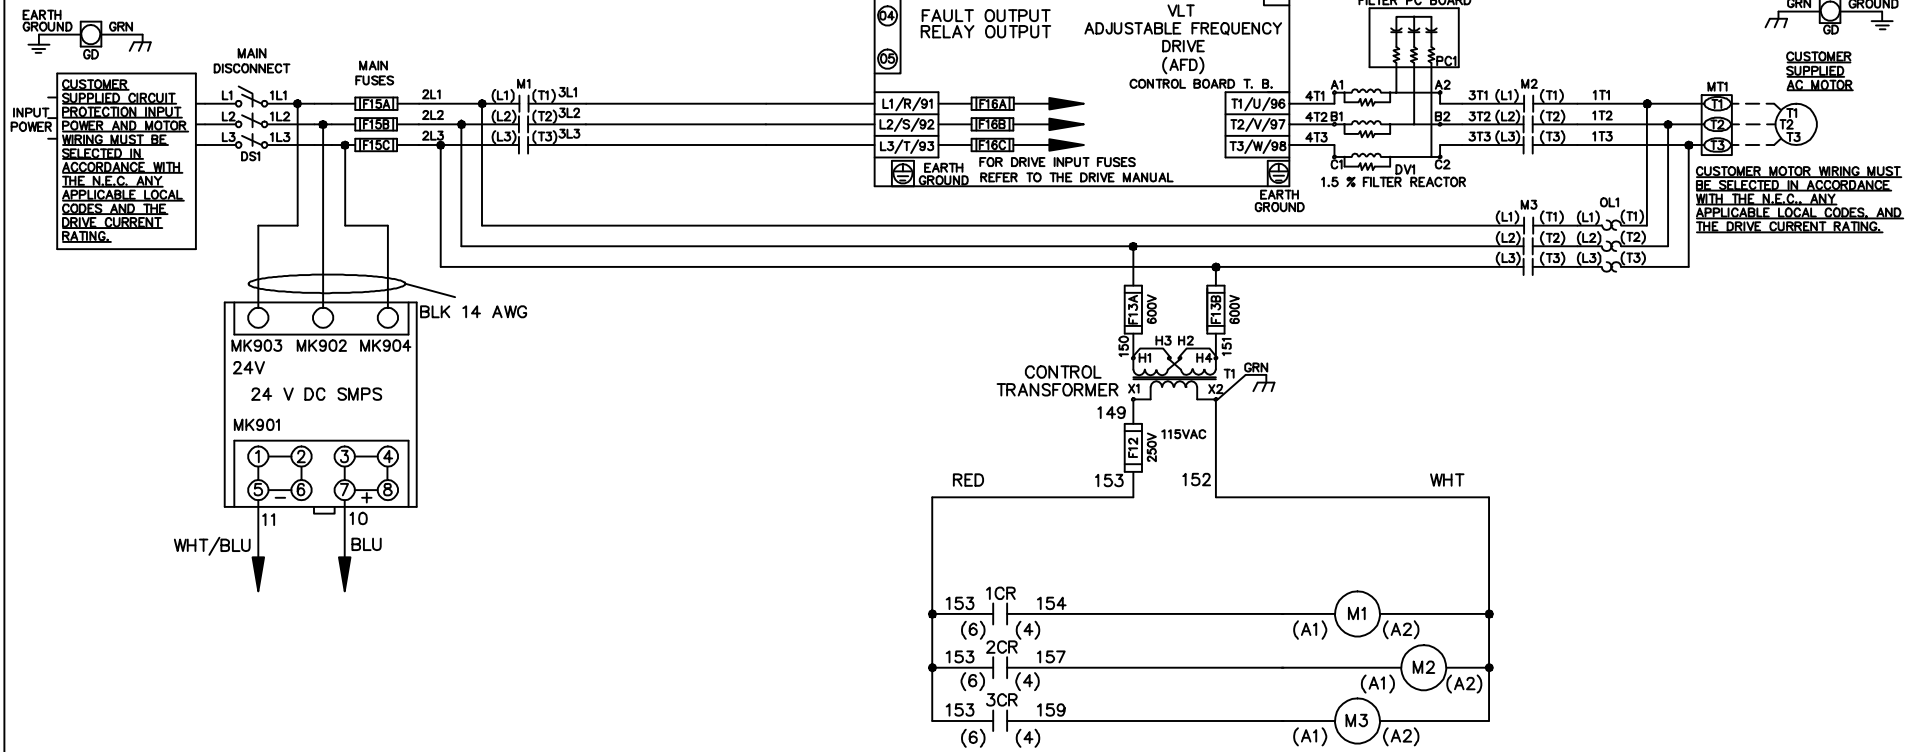 EARTH
GROUND
GRN
GD
CUSTOMER
SUPPLIED CIRCUIT
PROTECTION INPUT
POWER AND MOTOR
WIRING MUST BE
SELECTED IN
ACCORDANCE WITH
THE N.E.C. ANY
APPLICABLE LOCAL
CODES AND THE
DRIVE CURRENT
RATING.
INPUT
POWER
MAIN
DISCONNECT
L1 1L1
L2 1L2
L3 1L3
DS1
MAIN
FUSES
F15A 2L1
F15B 2L2
F15C 2L3
M1
(L1) (T1) 3L1
(L2) (T2) 3L2
(L3) (T3) 3L3
04
05
FAULT OUTPUT
RELAY OUTPUT
VLT
ADJUSTABLE FREQUENCY
DRIVE
(AFD)
CONTROL BOARD T. B.
L1/R/91 F16A
L2/S/92 F16B
L3/T/93 F16C
FOR DRIVE INPUT FUSES
REFER TO THE DRIVE MANUAL
EARTH
GROUND
T1/U/96
T2/V/97
T3/W/98
EARTH
GROUND
FILTER PC BOARD
PC1
4T1 A1 A2
4T2 B1 B2
4T3 C1 C2
DV1
1.5 % FILTER REACTOR
M2
3T1 (L1) (T1) 1T1
3T2 (L2) (T2) 1T2
3T3 (L3) (T3) 1T3
MT1
T1
T2
T3
T1
T2
T3
GRN
GROUND
GD
CUSTOMER
SUPPLIED
AC MOTOR
CUSTOMER MOTOR WIRING MUST
BE SELECTED IN ACCORDANCE
WITH THE N.E.C., ANY
APPLICABLE LOCAL CODES, AND
THE DRIVE CURRENT RATING.
M3 OL1
(L1) (T1) (L1) (T1)
(L2) (T2) (L2) (T2)
(L3) (T3) (L3) (T3)
BLK 14 AWG
MK903 MK902 MK904
24V
24 V DC SMPS
MK901
1 2 3 4
5 - 6 7 + 8
11 10
WHT/BLU BLU
F13A
600V
F13B
600V
150
151
H3 H2
H1 H4
CONTROL
TRANSFORMER
X1 X2 T1
GRN
149
F12
250V
115VAC
153
152
RED
WHT
1CR
153 154
(6) (4)
M1
(A1) (A2)
2CR
153 157
(6) (4)
M2
(A1) (A2)
3CR
153 159
(6) (4)
M3
(A1) (A2)